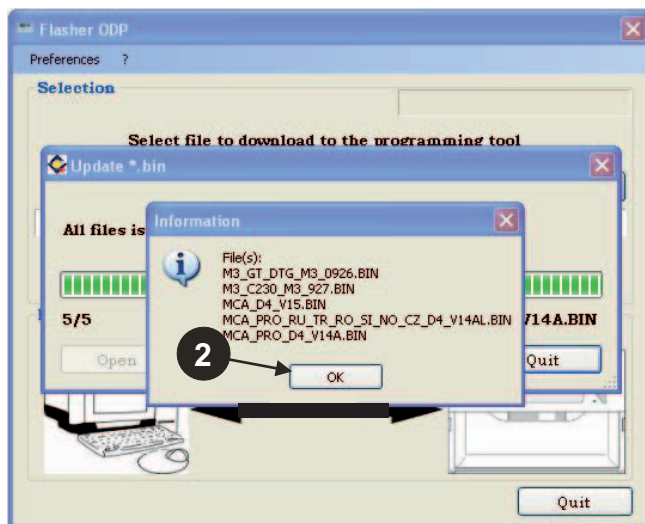 Flasher ODP
Preferences ?
Selection
Select file to download to the programming tool
Update *.bin
All files is
Information
File(s):
M3_GT_DTG_M3_0926.BIN
M3_C230_M3_927.BIN
MCA_D4_V15.BIN
MCA_PRO_RU_TR_RO_SI_NO_CZ_D4_V14AL.BIN
MCA_PRO_D4_V14A.BIN
5/5
V14A.BIN
2
Open
OK
Quit
Quit